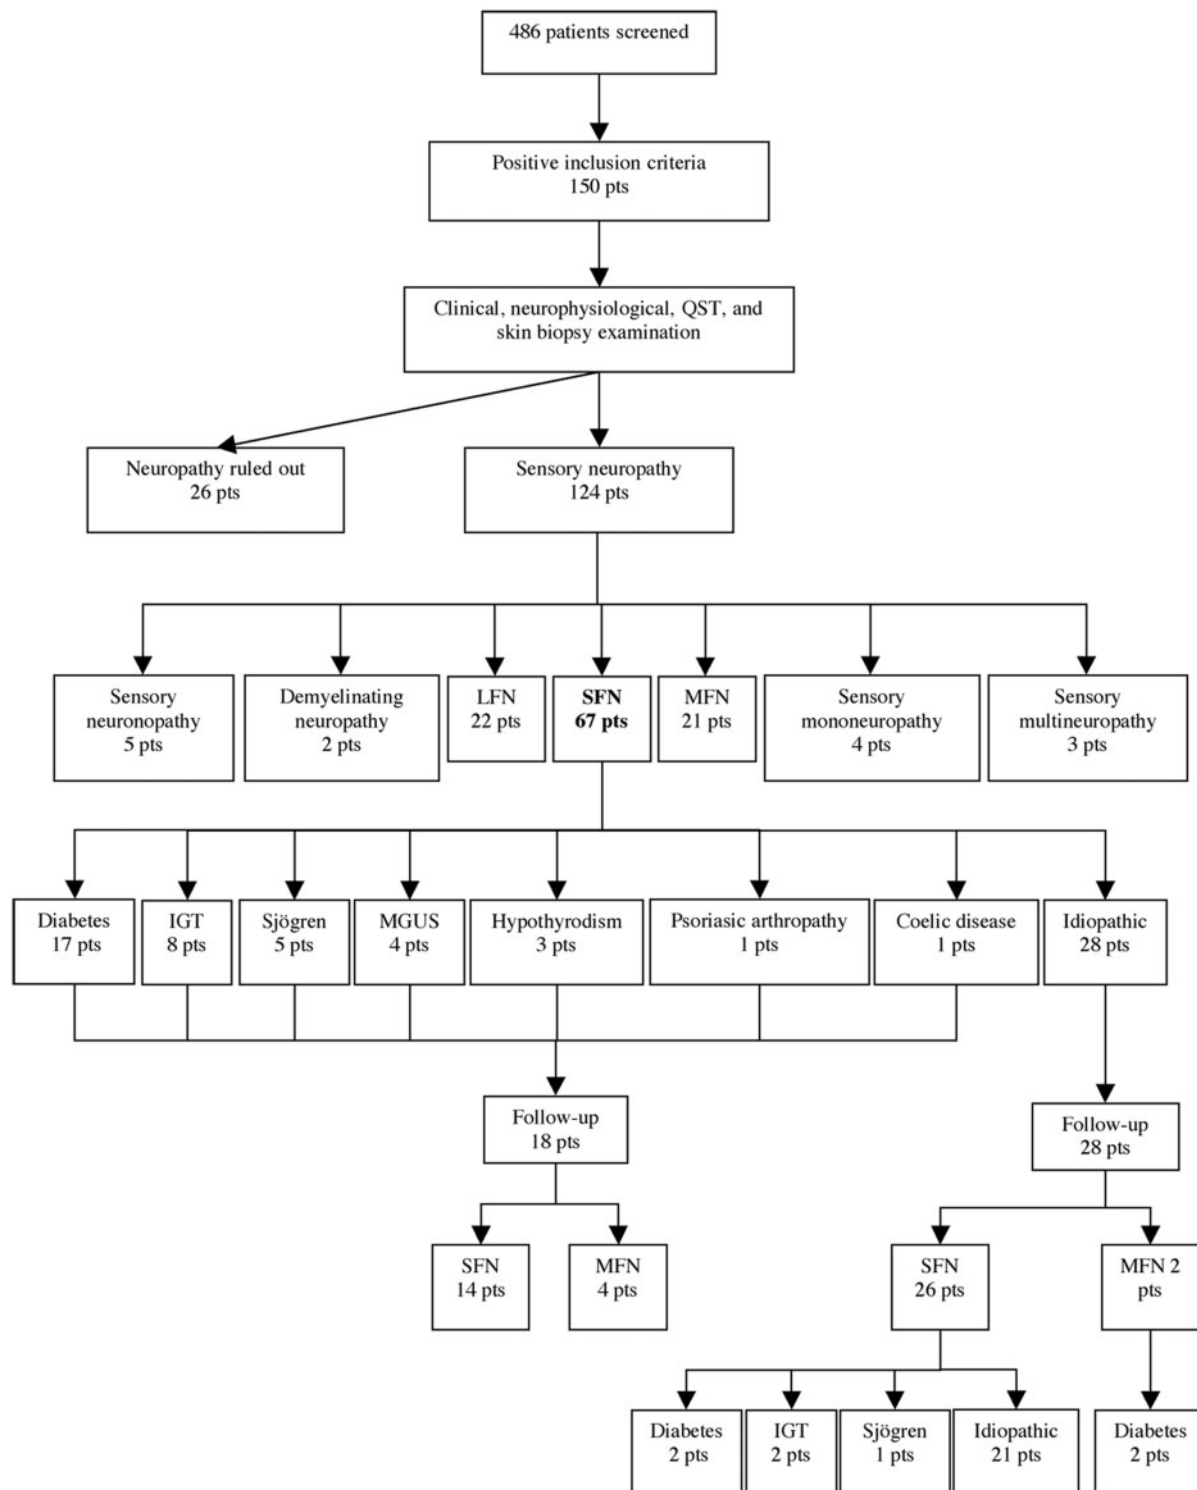 486 patients screened
Positive inclusion criteria
150 pts
Clinical, neurophysiological, QST, and
skin biopsy examination
Neuropathy ruled out
26 pts
Sensory neuropathy
124 pts
Sensory
neuronopathy
5 pts
Demyelinating
neuropathy
2 pts
LFN
22 pts
SFN
67 pts
MFN
21 pts
Sensory
mononeuropathy
4 pts
Sensory
multineuropathy
3 pts
Diabetes
17 pts
IGT
8 pts
Sjögren
5 pts
MGUS
4 pts
Hypothyrodism
3 pts
Psoriasic arthropathy
1 pts
Coelic disease
1 pts
Idiopathic
28 pts
Follow-up
18 pts
Follow-up
28 pts
SFN
14 pts
MFN
4 pts
SFN
26 pts
MFN 2
pts
Diabetes
2 pts
IGT
2 pts
Sjögren
1 pts
Idiopathic
21 pts
Diabetes
2 pts